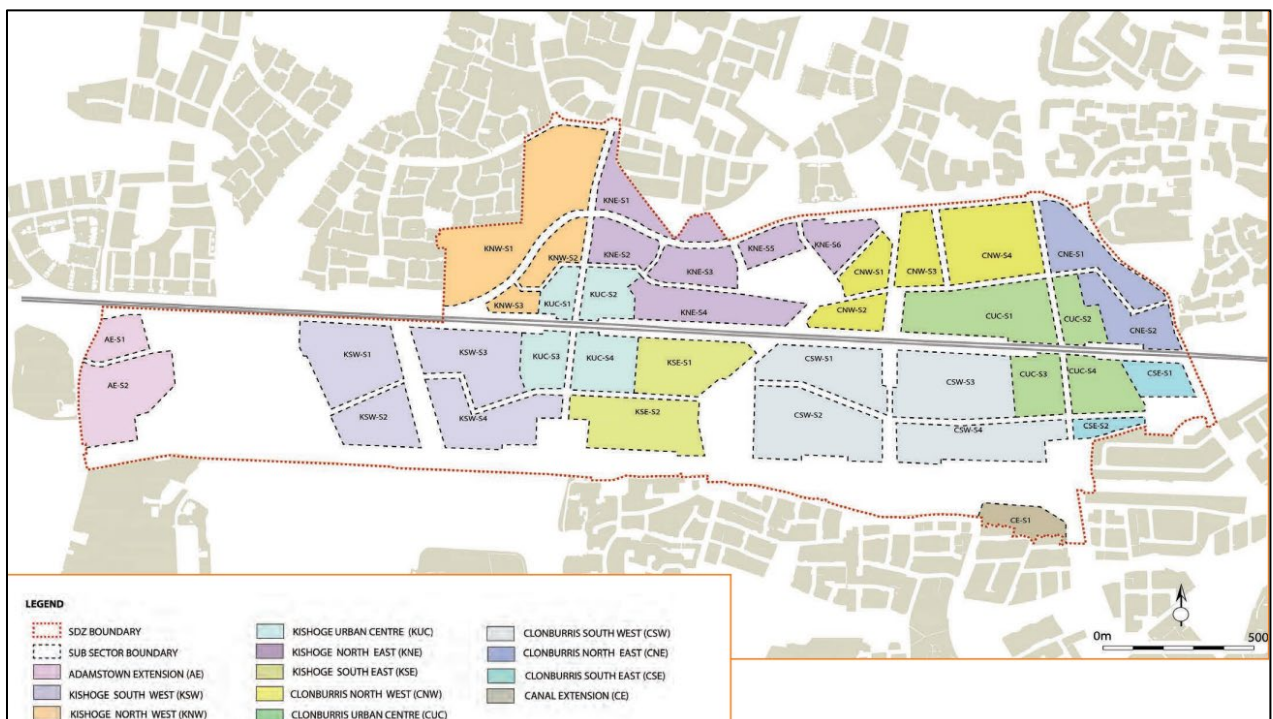 KNE-S1
KNW-S1
KNW-S2
KNE-S2
KNE-S3
KNE-S5
KNE-S6
CNW-S1
CNW-S3
CNW-S4
CNE-S1
KNW-S3
KUC-S1
KUC-S2
KNE-S4
CNW-S2
CUC-S1
CUC-S2
CNE-S2
AE-S1
AE-S2
KSW-S1
KSW-S3
KUC-S3
KUC-S4
KSE-S1
CSW-S1
CSW-S3
CUC-S3
CUC-S4
CSE-S1
KSW-S2
KSW-S4
KSE-S2
CSW-S2
CSW-S4
CSE-S2
CE-S1
LEGEND
SDZ BOUNDARY
SUB SECTOR BOUNDARY
ADAMSTOWN EXTENSION (AE)
KISHOGE SOUTH WEST (KSW)
KISHOGE NORTH WEST (KNW)
KISHOGE URBAN CENTRE (KUC)
KISHOGE NORTH EAST (KNE)
KISHOGE SOUTH EAST (KSE)
CLONBURRIS NORTH WEST (CNW)
CLONBURRIS URBAN CENTRE (CUC)
CLONBURRIS SOUTH WEST (CSW)
CLONBURRIS NORTH EAST (CNE)
CLONBURRIS SOUTH EAST (CSE)
CANAL EXTENSION (CE)
0m 500